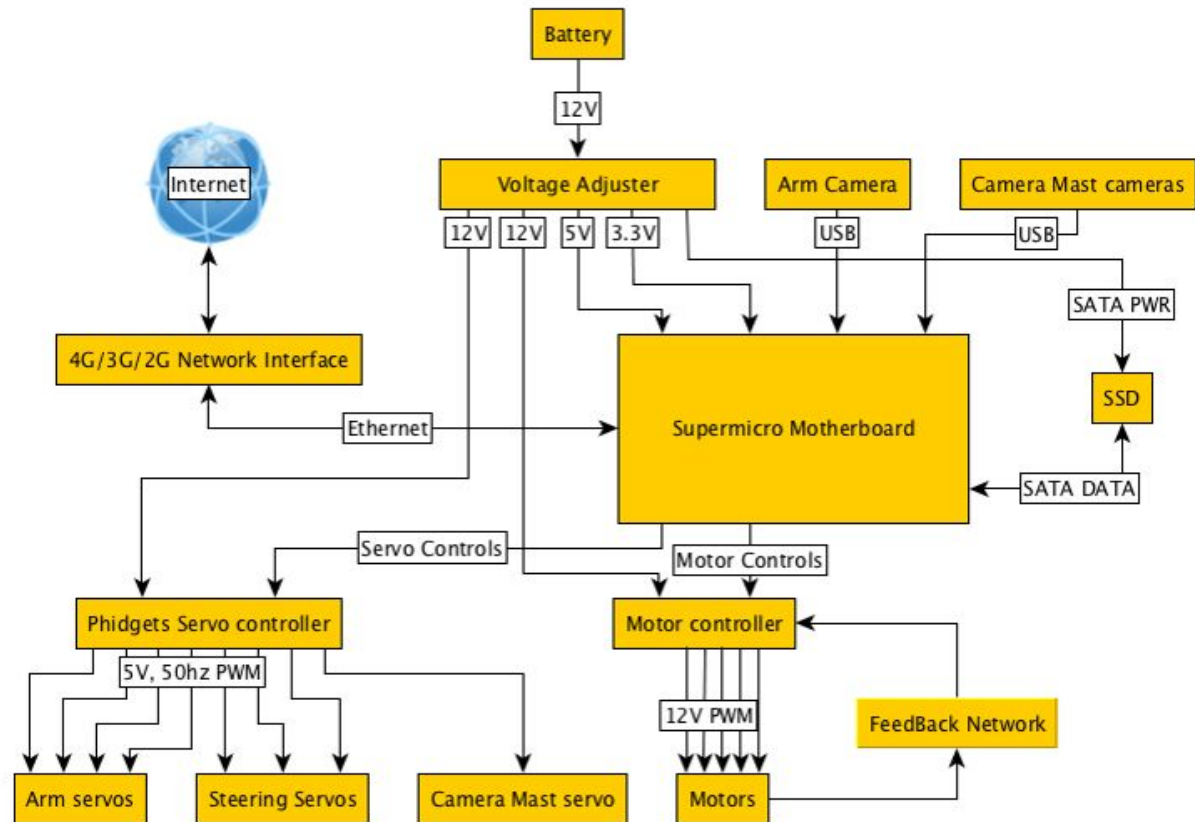 Battery
12V
Internet
Voltage Adjuster
Arm Camera
Camera Mast cameras
12V
12V
5V
3.3V
USB
USB
SATA PWR
4G/3G/2G Network Interface
SSD
Ethernet
Supermicro Motherboard
SATA DATA
Servo Controls
Motor Controls
Phidgets Servo controller
Motor controller
5V, 50hz PWM
12V PWM
FeedBack Network
Arm servos
Steering Servos
Camera Mast servo
Motors